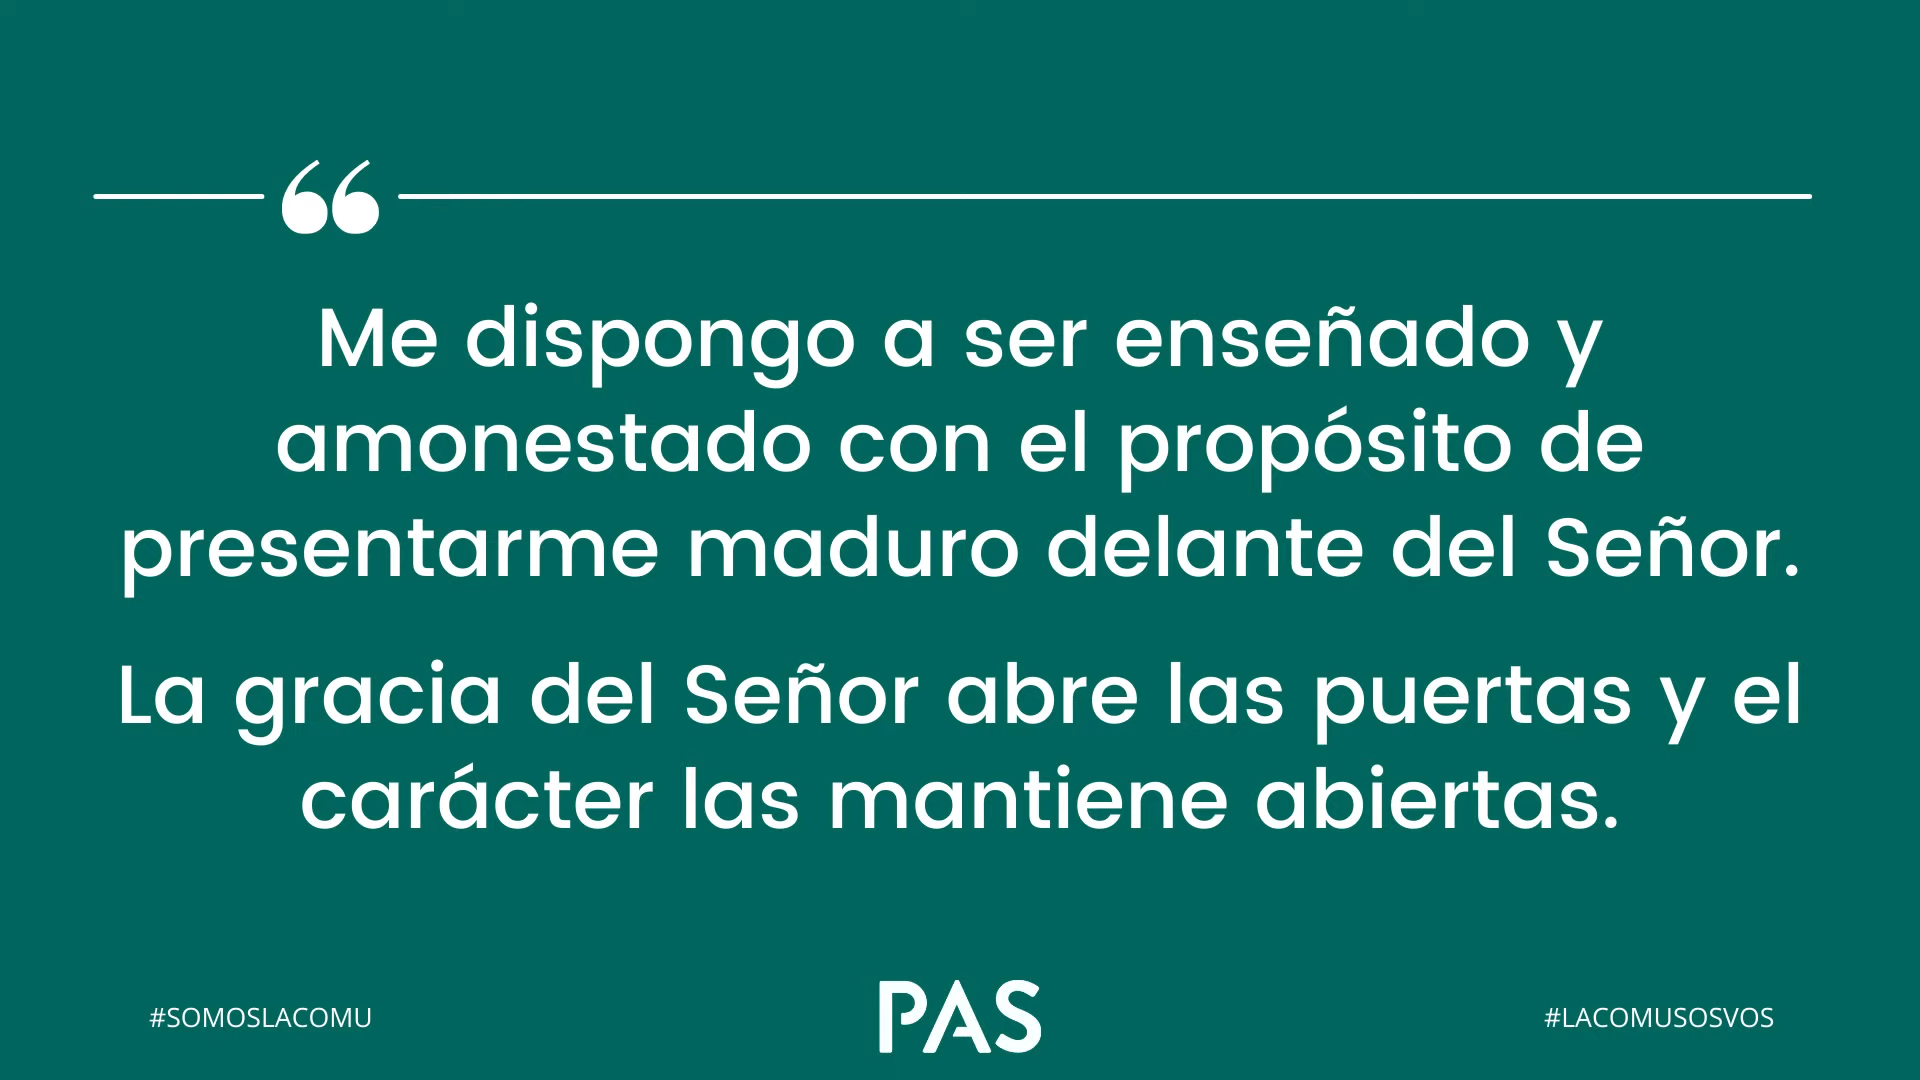 “
Me dispongo a ser enseñado y
amonestado con el propósito de
presentarme maduro delante del Señor.
La gracia del Señor abre las puertas y el
carácter las mantiene abiertas.
#SOMOSLACOMU
PAS
#LACOMUSOSVOS